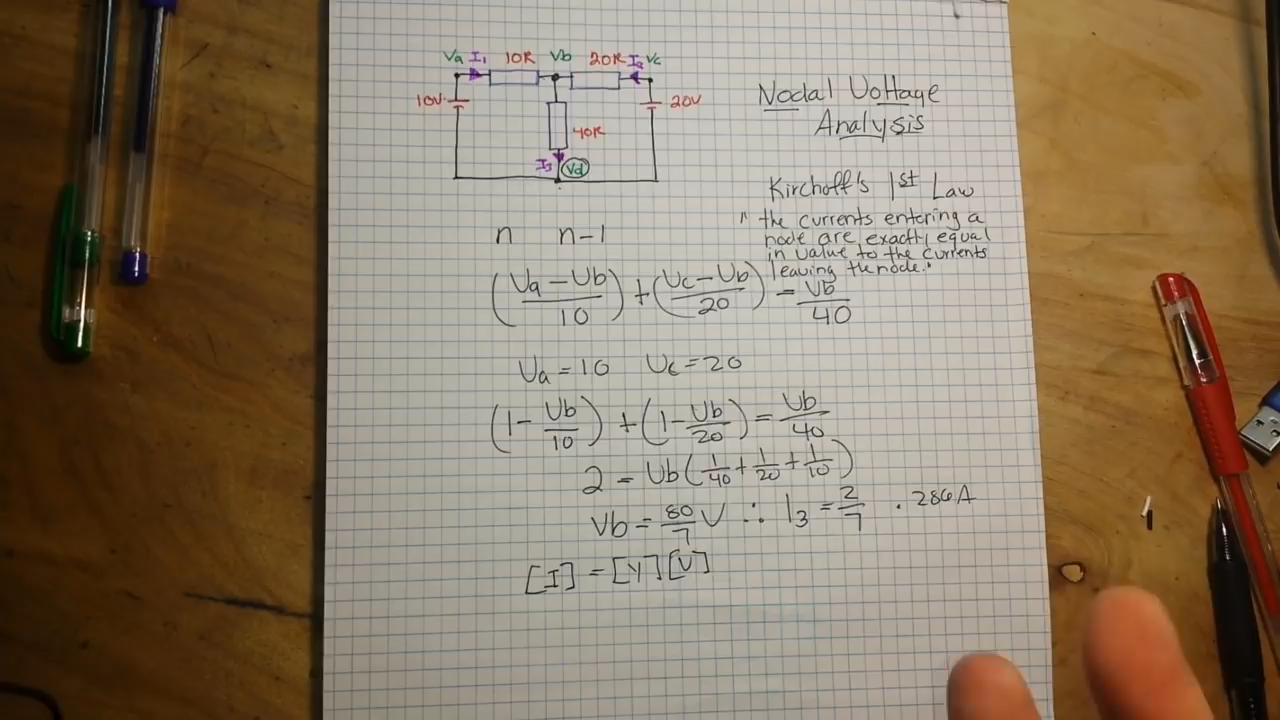 Va I₁ 10R Vb 20R I₂ Vc
10V
20V
40R
I₃ Vd
Nodal Voltage
Analysis
Kirchoff's 1st Law
" the currents entering a
node are exactly equal
in value to the currents
leaving the node."
n n-1
(Va - Vb / 10) + (Vc - Vb / 20) = Vb / 40
Va = 10 Vc = 20
(1 - Vb / 10) + (1 - Vb / 20) = Vb / 40
2 = Vb (1/40 + 1/20 + 1/10)
Vb = 80/7 V ∴ I₃ = 2/7 .286A
[I] = [Y][V]